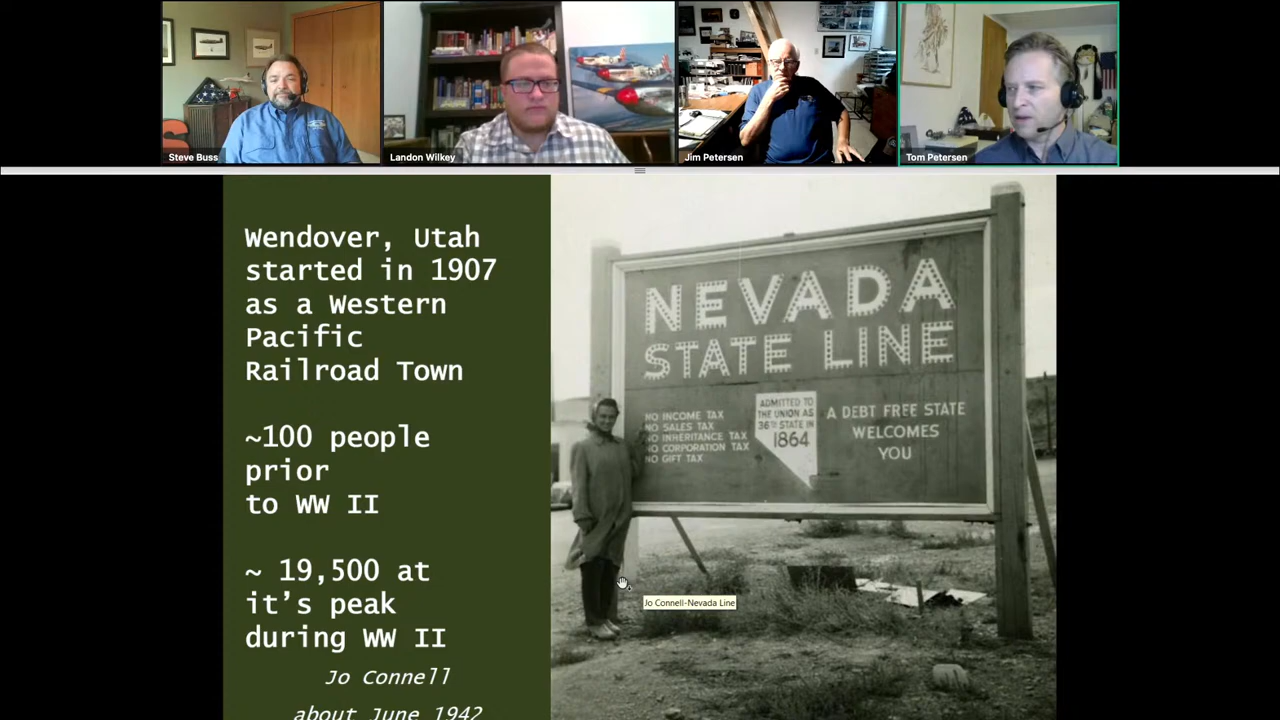 Steve Buss
Landon Wilkey
Jim Petersen
Tom Petersen
Wendover, Utah
started in 1907
as a Western
Pacific
Railroad Town
~100 people
prior
to WW II
~ 19,500 at
it's peak
during WW II
Jo Connell
about June 1942
NEVADA
STATE LINE
NO INCOME TAX
NO SALES TAX
NO INHERITANCE TAX
NO CORPORATION TAX
NO GIFT TAX
ADMITTED TO
THE UNION AS
36TH STATE IN
1864
A DEBT FREE STATE
WELCOMES
YOU
Jo Connell-Nevada Line